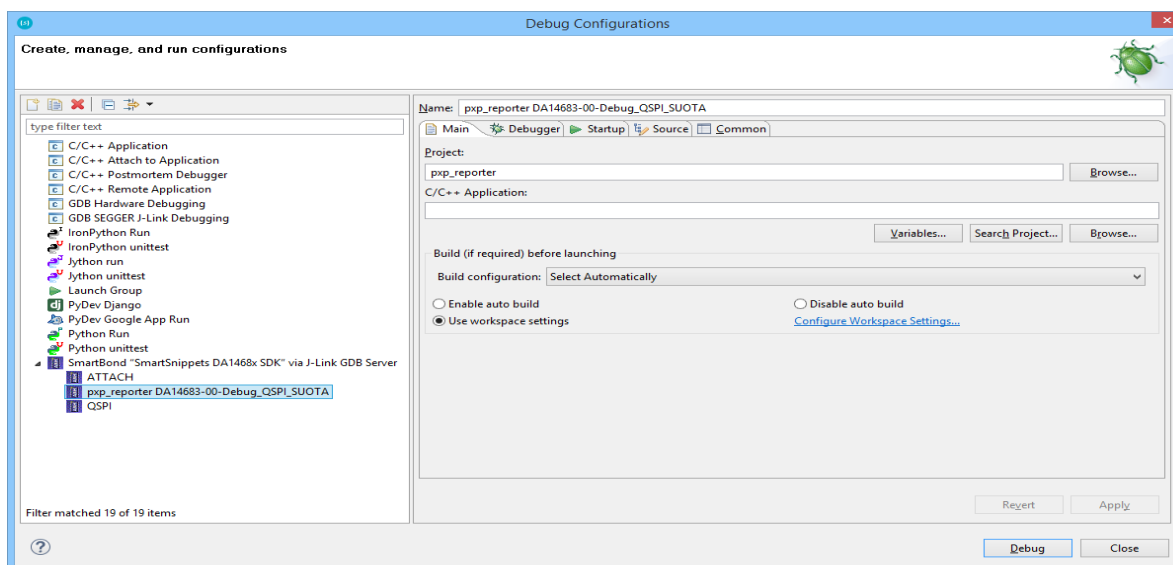 Debug Configurations
Create, manage, and run configurations
type filter text
C/C++ Application
C/C++ Attach to Application
C/C++ Postmortem Debugger
C/C++ Remote Application
GDB Hardware Debugging
GDB SEGGER J-Link Debugging
IronPython Run
IronPython unittest
Jython run
Jython unittest
Launch Group
PyDev Django
PyDev Google App Run
Python Run
Python unittest
SmartBond "SmartSnippets DA1468x SDK" via J-Link GDB Server
ATTACH
pxp_reporter DA14683-00-Debug_QSPI_SUOTA
QSPI
Filter matched 19 of 19 items
Name: pxp_reporter DA14683-00-Debug_QSPI_SUOTA
Main Debugger Startup Source Common
Project:
pxp_reporter Browse...
C/C++ Application:
Variables... Search Project... Browse...
Build (if required) before launching
Build configuration: Select Automatically
Enable auto build Disable auto build
Use workspace settings Configure Workspace Settings...
Revert Apply
Debug Close